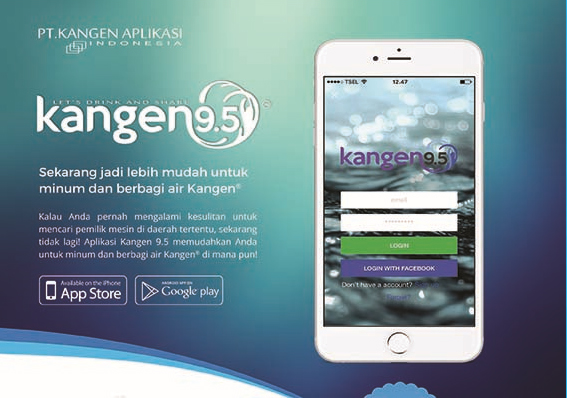 PT.KANGEN APLIKASI
INDONESIA
LET'S DRINK AND SHARE
kangen9.5
Sekarang jadi lebih mudah untuk
minum dan berbagi air Kangen®
Kalau Anda pernah mengalami kesulitan untuk
mencari pemilik mesin di daerah tertentu, sekarang
tidak lagi! Aplikasi Kangen 9.5 memudahkan Anda
untuk minum dan berbagi air Kangen® di mana pun!
Available on the iPhone
App Store
ANDROID APP ON
Google play
TSEL 12.47
kangen9.5
email
LOGIN
LOGIN WITH FACEBOOK
Don't have a account?